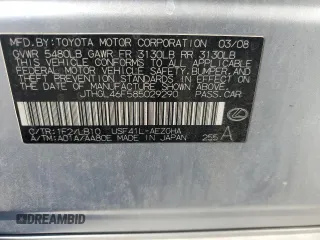 MFD. BY: TOYOTA MOTOR CORPORATION 03/08
GVWR 5480LB GAWR FR 3130LB RR 3130LB
THIS VEHICLE CONFORMS TO ALL APPLICABLE
FEDERAL MOTOR VEHICLE SAFETY, BUMPER, AND
THEFT PREVENTION STANDARDS IN EFFECT ON THE
DATE OF MANUFACTURE SHOWN ABOVE.
JTHGL46F585029290 PASS.CAR
C/TR:1F2/LB10 USF41L-AEZGHA
A/TM:A01A/AA80E MADE IN JAPAN 255 A
AUTOBIDMASTER